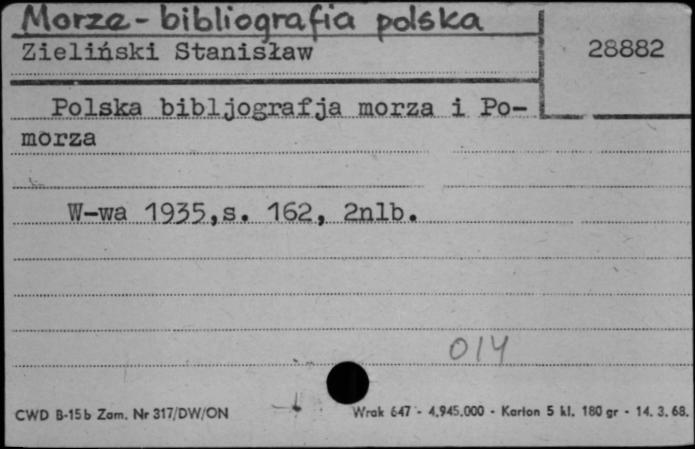 Morze - bibliografia polska
Zieliński Stanisław
28882
Polska bibljografja morza i Po-
morza
W-wa 1935,s. 162, 2nlb.
014
CWD B-15b Zam. Nr 317/DW/ON
Wrak 647 - 4.945.000 - Karton 5 kl. 180 gr - 14. 3. 68.